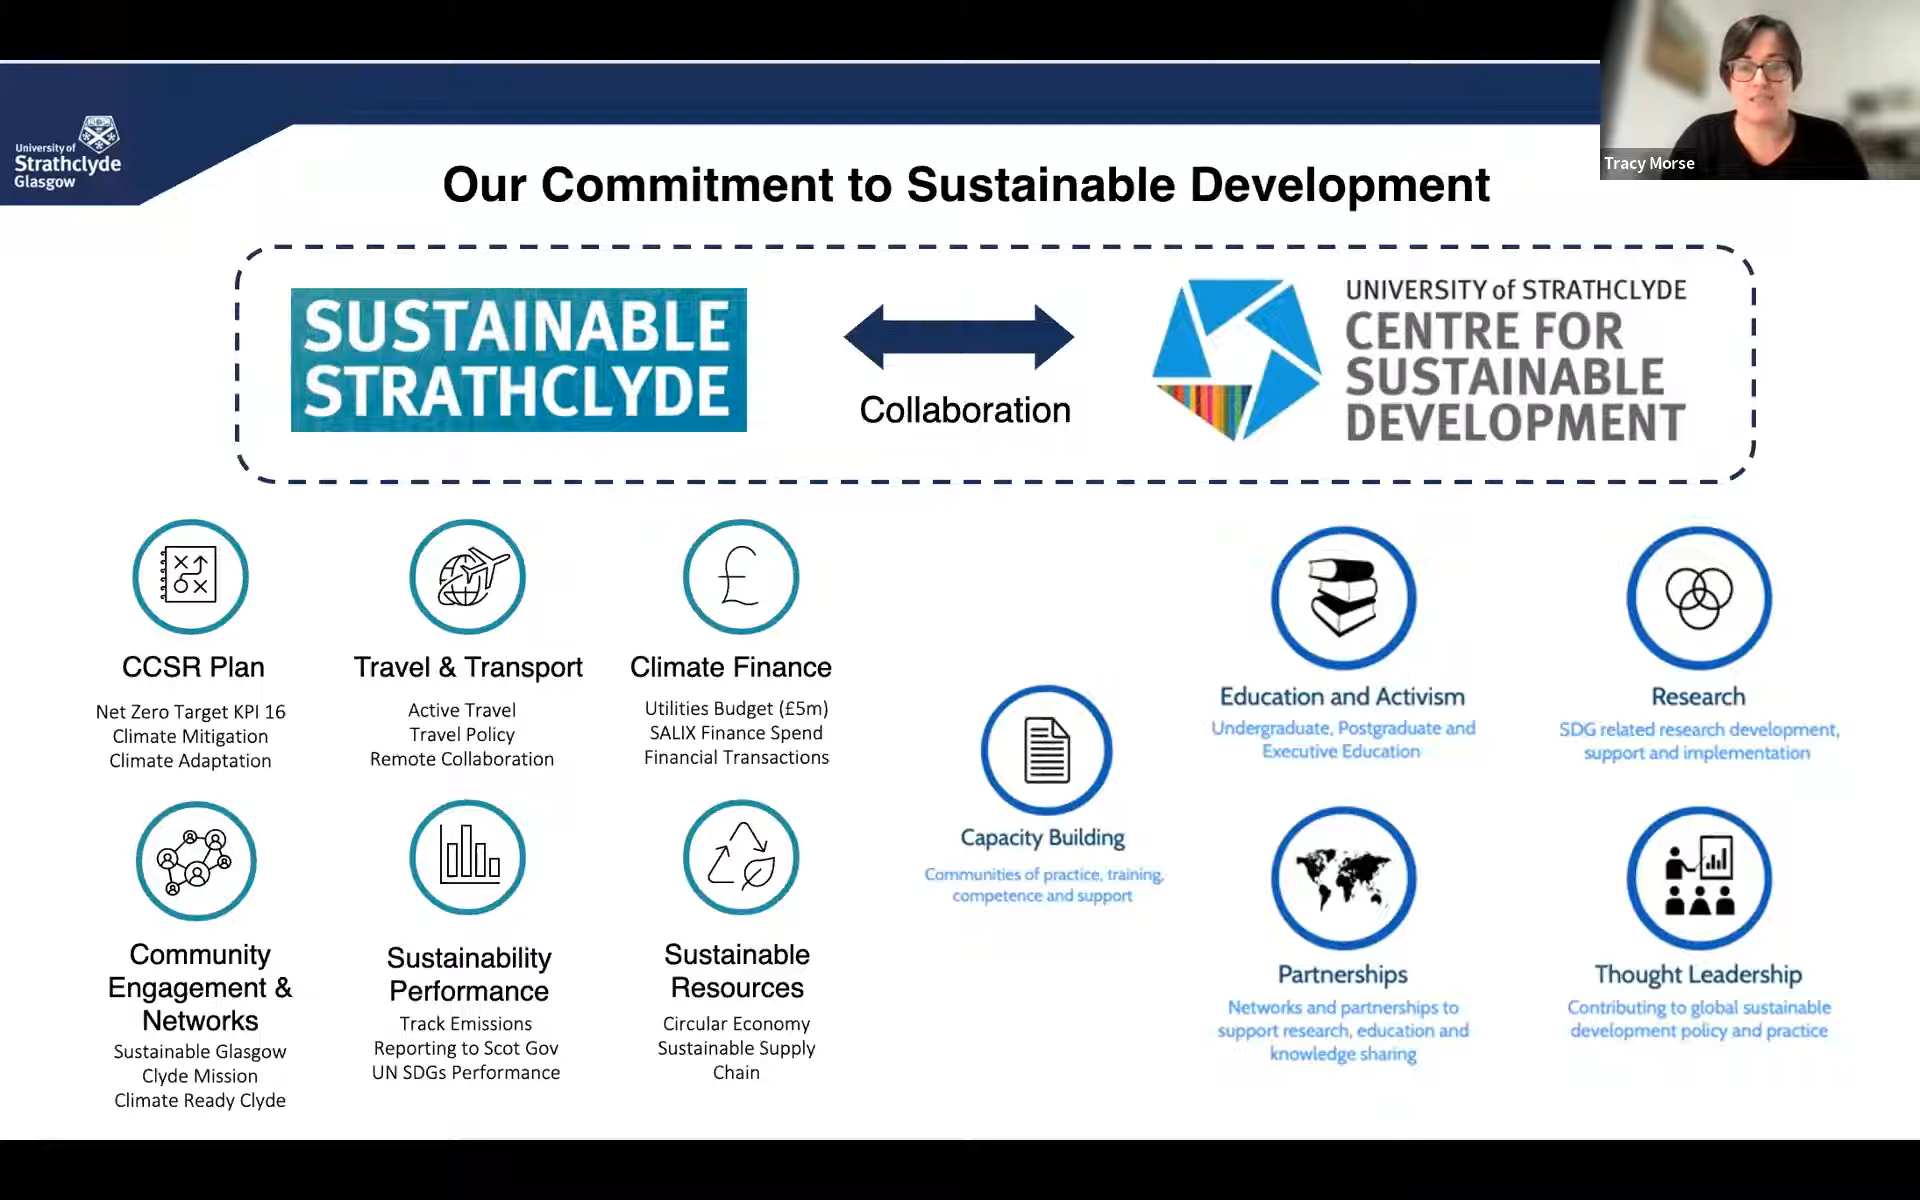 University of
Strathclyde
Glasgow
Tracy Morse
Our Commitment to Sustainable Development
SUSTAINABLE
STRATHCLYDE
Collaboration
UNIVERSITY of STRATHCLYDE
CENTRE FOR
SUSTAINABLE
DEVELOPMENT
CCSR Plan
Net Zero Target KPI 16
Climate Mitigation
Climate Adaptation
Travel & Transport
Active Travel
Travel Policy
Remote Collaboration
Climate Finance
Utilities Budget (£5m)
SALIX Finance Spend
Financial Transactions
Community
Engagement &
Networks
Sustainable Glasgow
Clyde Mission
Climate Ready Clyde
Sustainability
Performance
Track Emissions
Reporting to Scot Gov
UN SDGs Performance
Sustainable
Resources
Circular Economy
Sustainable Supply
Chain
Capacity Building
Communities of practice, training,
competence and support
Education and Activism
Undergraduate, Postgraduate and
Executive Education
Research
SDG related research development,
support and implementation
Partnerships
Networks and partnerships to
support research, education and
knowledge sharing
Thought Leadership
Contributing to global sustainable
development policy and practice